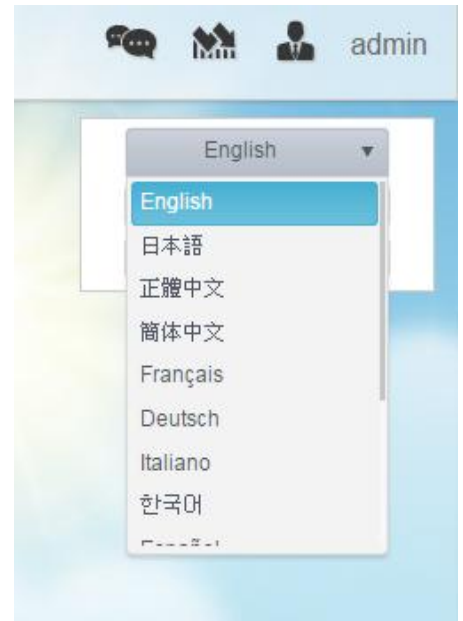 admin
English
English
日本語
正體中文
簡体中文
Français
Deutsch
Italiano
한국어